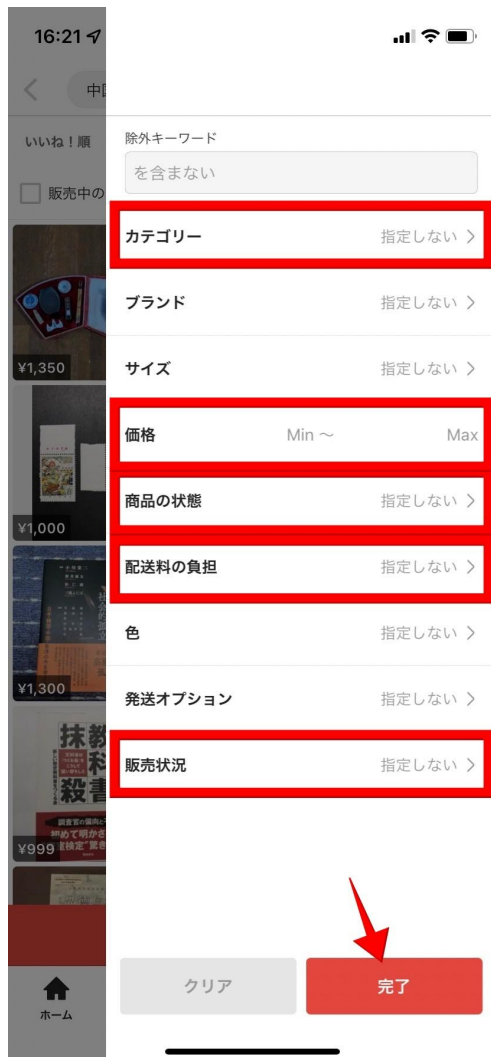 16:21
中国
いいね！順
販売中の
¥1,350
¥1,000
¥1,300
¥999
教科書
抹殺
ホーム
除外キーワード
を含まない
カテゴリー 指定しない
ブランド 指定しない
サイズ 指定しない
価格 Min ～ Max
商品の状態 指定しない
配送料の負担 指定しない
色 指定しない
発送オプション 指定しない
販売状況 指定しない
クリア 完了